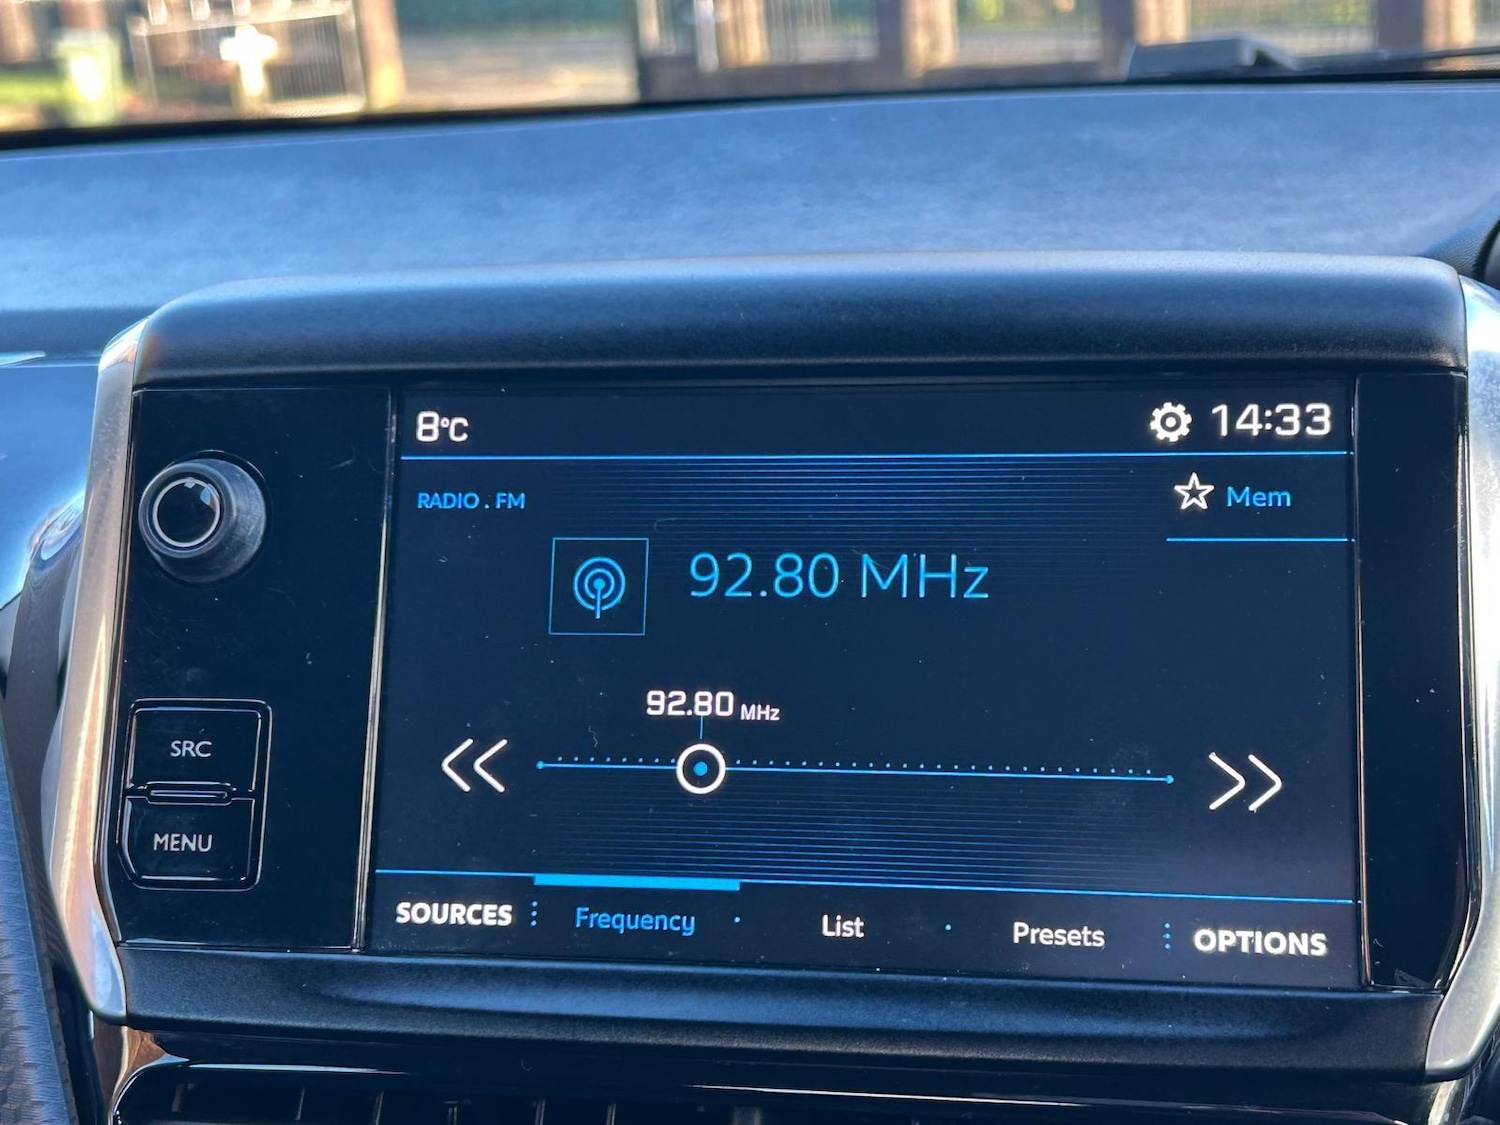 8°C 14:33
RADIO . FM Mem
92.80 MHz
92.80 MHz
SRC
MENU
SOURCES Frequency List Presets OPTIONS